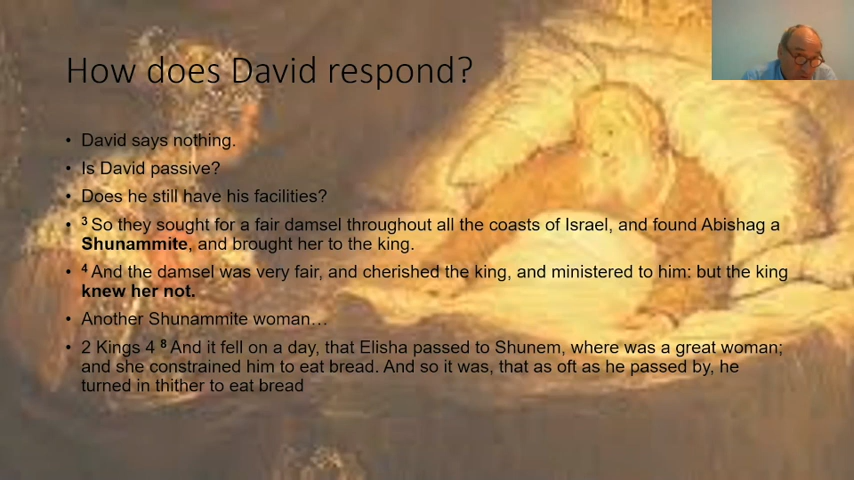 How does David respond?
• David says nothing.
• Is David passive?
• Does he still have his facilities?
• ³ So they sought for a fair damsel throughout all the coasts of Israel, and found Abishag a
Shunammite, and brought her to the king.
• ⁴ And the damsel was very fair, and cherished the king, and ministered to him: but the king
knew her not.
• Another Shunammite woman…
• 2 Kings 4 ⁸ And it fell on a day, that Elisha passed to Shunem, where was a great woman;
and she constrained him to eat bread. And so it was, that as oft as he passed by, he
turned in thither to eat bread